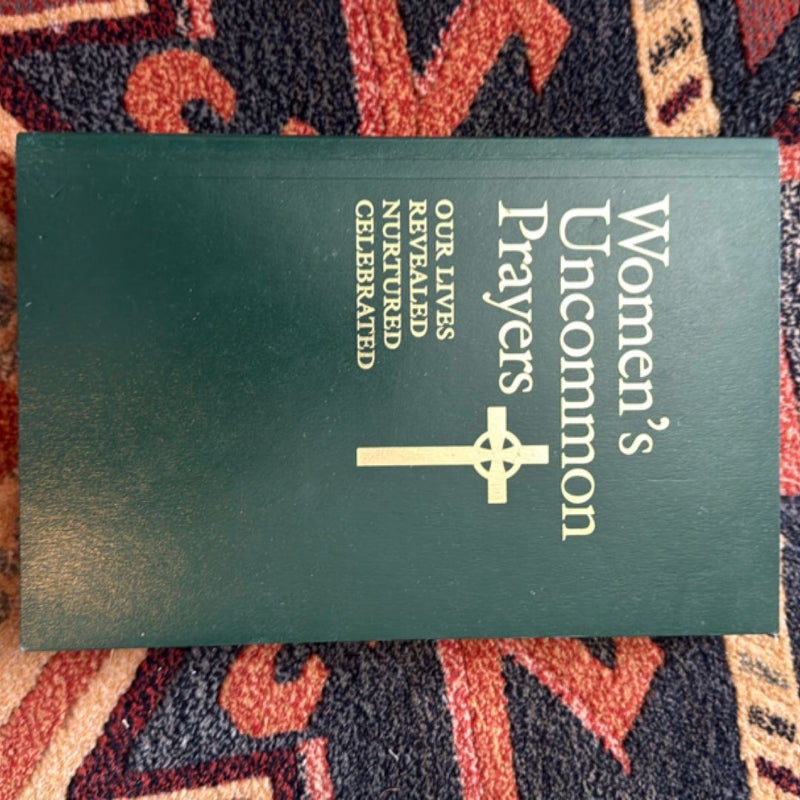 Women's
Uncommon
Prayers
OUR LIVES
REVEALED
NURTURED
CELEBRATED